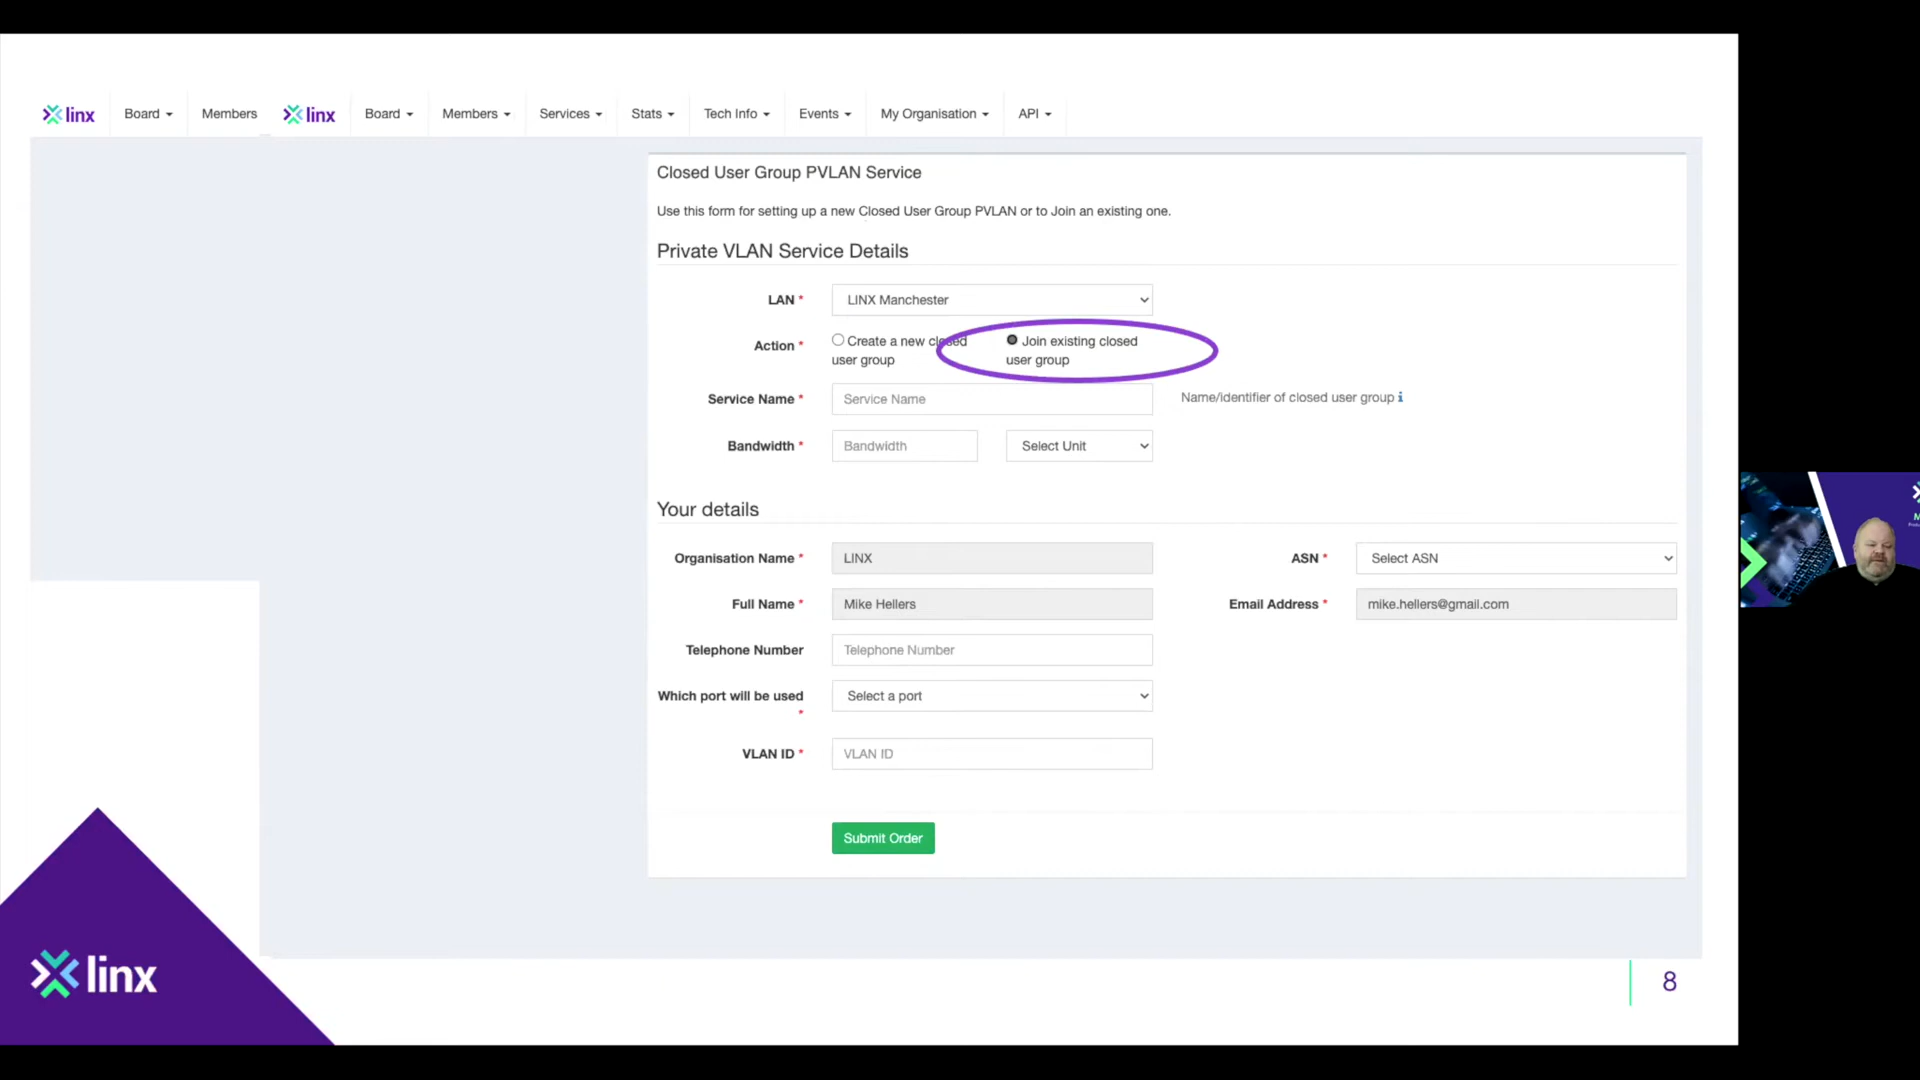 linx Board Members linx Board Members Services Stats Tech Info Events My Organisation API
Closed User Group PVLAN Service
Use this form for setting up a new Closed User Group PVLAN or to Join an existing one.
Private VLAN Service Details
LAN * LINX Manchester
Action * Create a new closed user group Join existing closed user group
Service Name * Service Name Name/identifier of closed user group i
Bandwidth * Bandwidth Select Unit
Your details
Organisation Name * LINX ASN * Select ASN
Full Name * Mike Hellers Email Address * mike.hellers@gmail.com
Telephone Number Telephone Number
Which port will be used * Select a port
VLAN ID * VLAN ID
Submit Order
linx
8